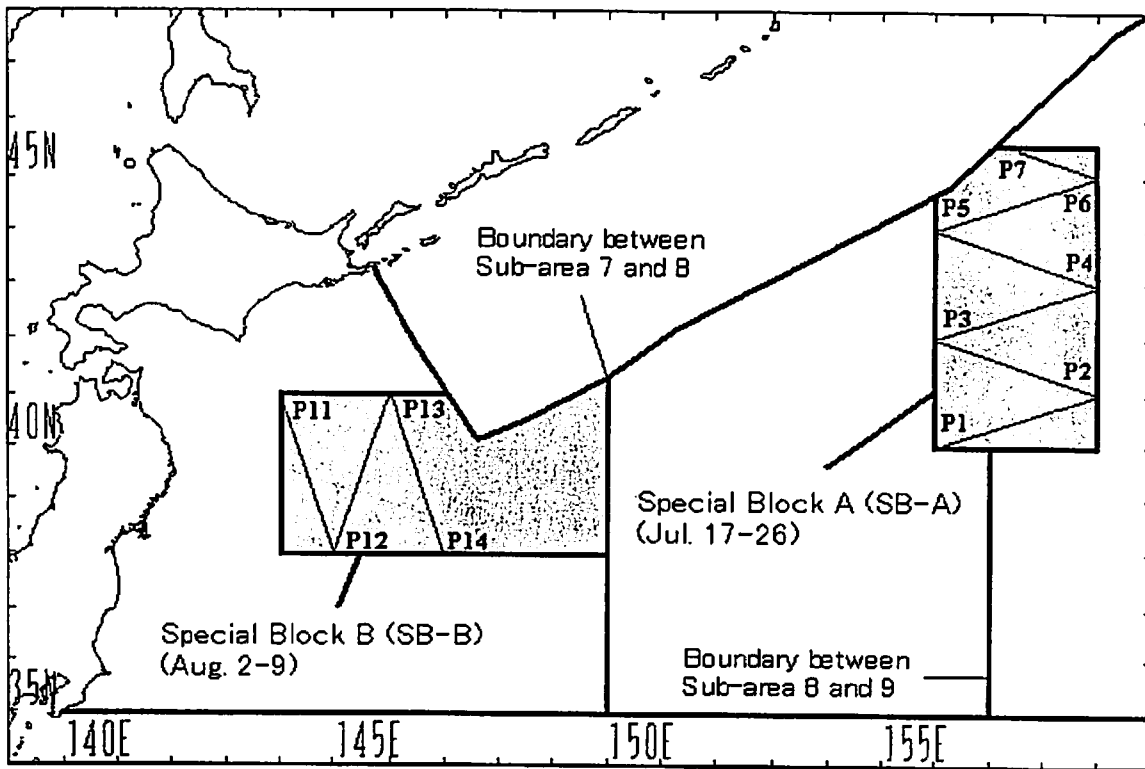 45N
P7
P5
P6
Boundary between
Sub-area 7 and 8
P4
P3
P2
40N
P11
P13
P1
Special Block A (SB-A)
(Jul. 17-26)
P12
P14
Special Block B (SB-B)
(Aug. 2-9)
Boundary between
Sub-area 8 and 9
35N
140E
145E
150E
155E